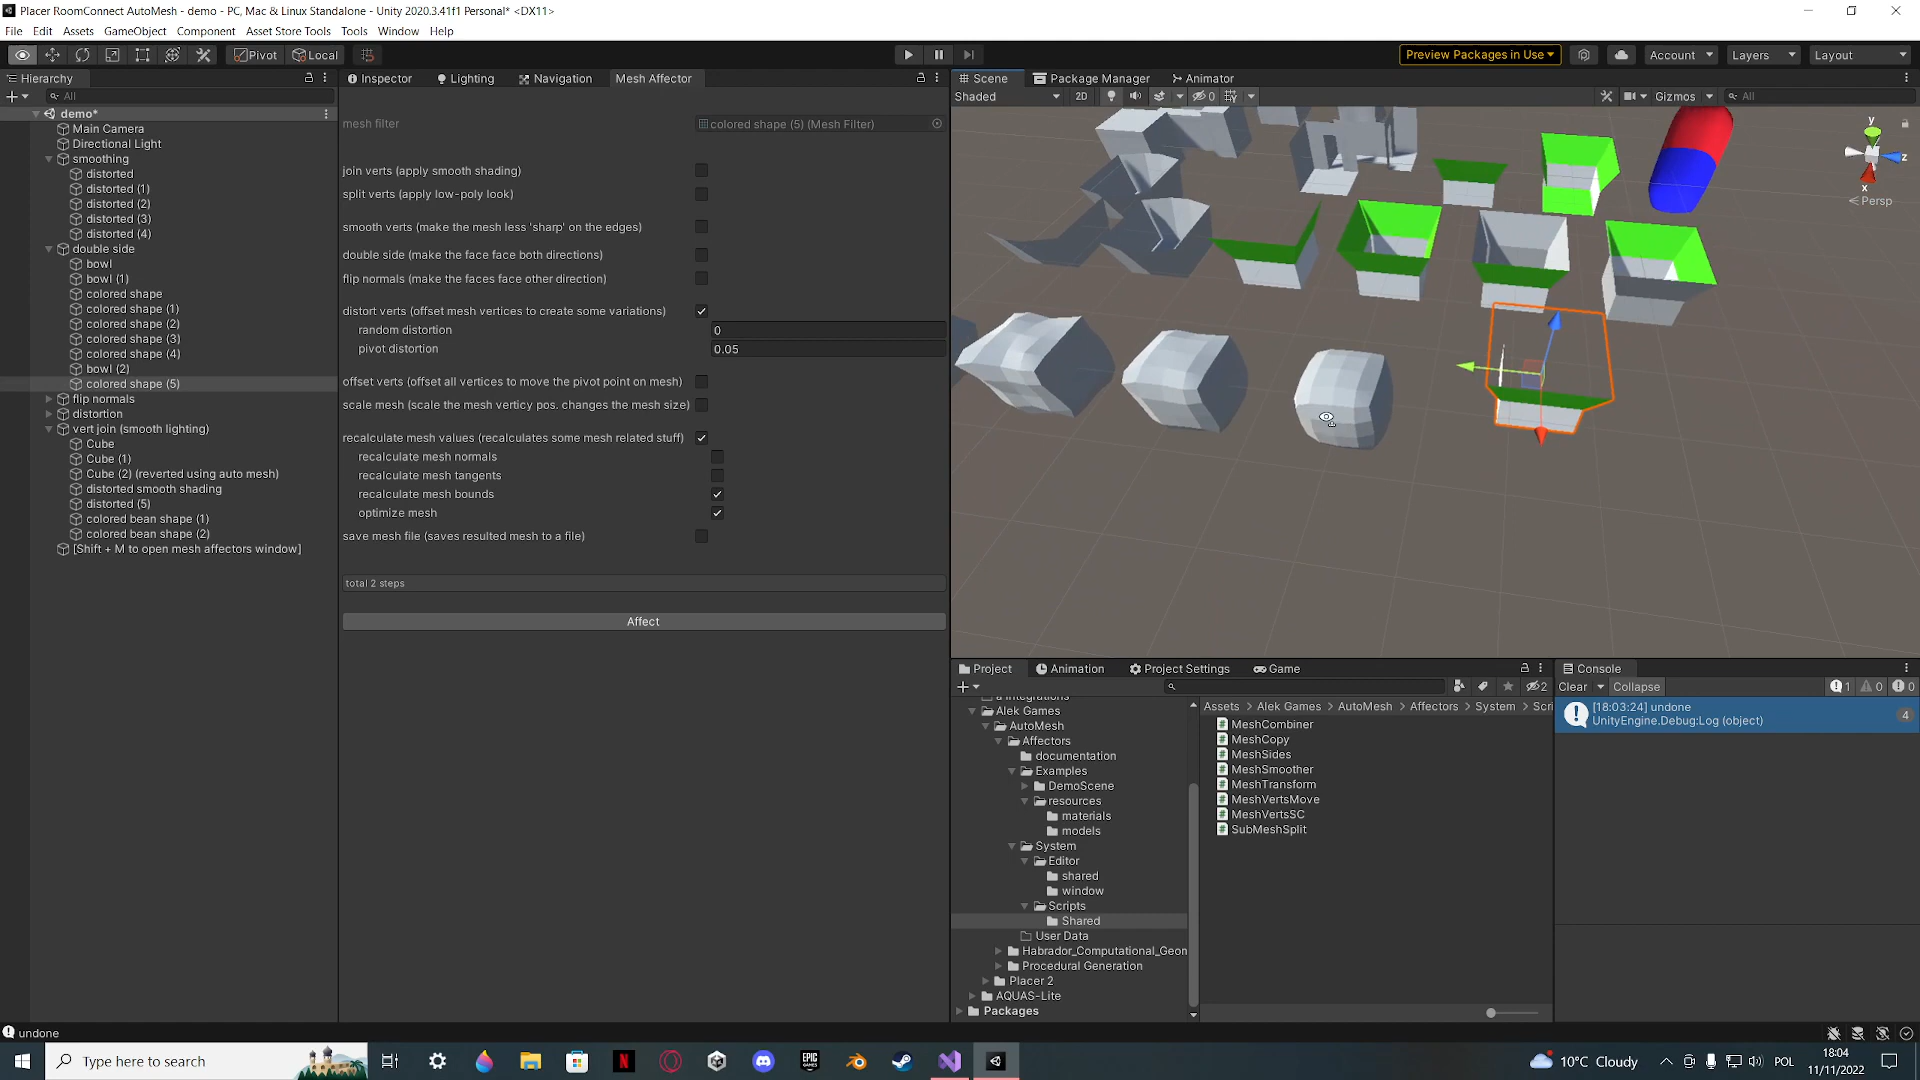 Placer RoomConnect AutoMesh - demo - PC, Mac & Linux Standalone - Unity 2020.3.41f1 Personal* <DX11>
File Edit Assets GameObject Component Asset Store Tools Tools Window Help
Pivot Local Preview Packages in Use Account Layers Layout
Hierarchy
All
demo*
Main Camera
Directional Light
smoothing
distorted
distorted (1)
distorted (2)
distorted (3)
distorted (4)
double side
bowl
bowl (1)
colored shape
colored shape (1)
colored shape (2)
colored shape (3)
colored shape (4)
bowl (2)
colored shape (5)
flip normals
distortion
vert join (smooth lighting)
Cube
Cube (1)
Cube (2) (reverted using auto mesh)
distorted smooth shading
distorted (5)
colored bean shape (1)
colored bean shape (2)
[Shift + M to open mesh affectors window]
Inspector Lighting Navigation Mesh Affector
mesh filter colored shape (5) (Mesh Filter)
join verts (apply smooth shading)
split verts (apply low-poly look)
smooth verts (make the mesh less 'sharp' on the edges)
double side (make the face face both directions)
flip normals (make the faces face other direction)
distort verts (offset mesh vertices to create some variations)
random distortion 0
pivot distortion 0.05
offset verts (offset all vertices to move the pivot point on mesh)
scale mesh (scale the mesh verticy pos. changes the mesh size)
recalculate mesh values (recalculates some mesh related stuff)
recalculate mesh normals
recalculate mesh tangents
recalculate mesh bounds
optimize mesh
save mesh file (saves resulted mesh to a file)
total 2 steps
Affect
Scene Package Manager Animator
Shaded 2D 0 Gizmos All
y
z
x
Persp
Project Animation Project Settings Game
2
a Integrations
Alek Games
AutoMesh
Affectors
documentation
Examples
DemoScene
resources
materials
models
System
Editor
shared
window
Scripts
Shared
User Data
Habrador_Computational_Geon
Procedural Generation
Placer 2
AQUAS-Lite
Packages
Assets > Alek Games > AutoMesh > Affectors > System > Scri
MeshCombiner
MeshCopy
MeshSides
MeshSmoother
MeshTransform
MeshVertsMove
MeshVertsSC
SubMeshSplit
Console
Clear Collapse 1 0 0
[18:03:24] undone
UnityEngine.Debug:Log (object)
4
undone
Type here to search
EPIC GAMES
10°C Cloudy
POL
18:04
11/11/2022